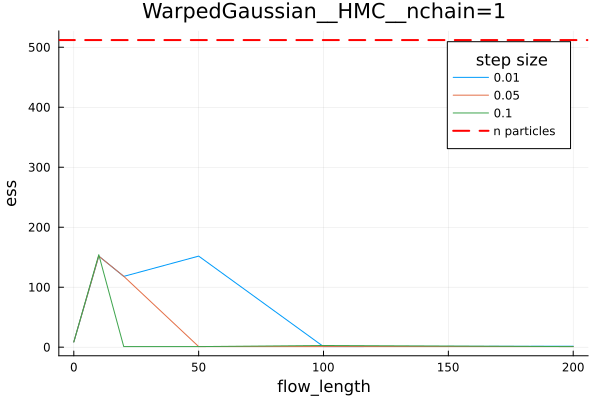 WarpedGaussian__HMC__nchain=1
ess
500
400
300
200
100
0
step size
0.01
0.05
0.1
n particles
0 50 100 150 200
flow_length